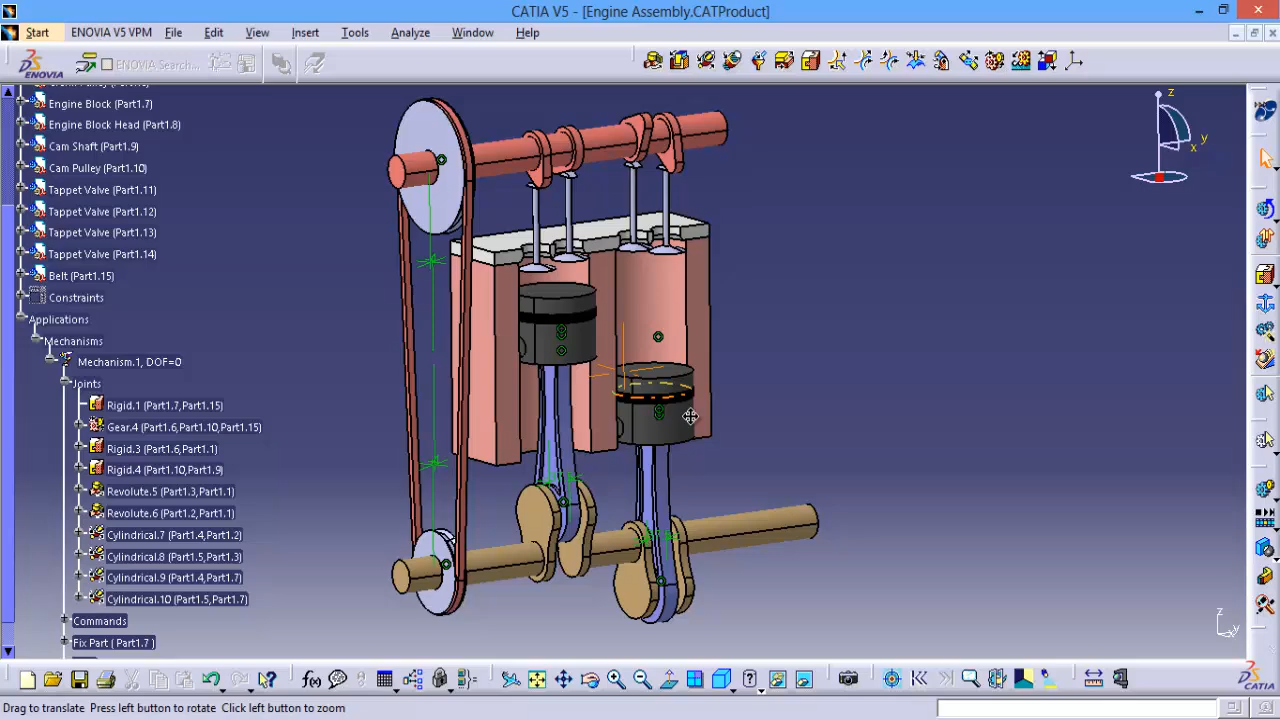 CATIA V5 - [Engine Assembly.CATProduct]
Start ENOVIA V5 VPM File Edit View Insert Tools Analyze Window Help
ENOVIA Search...
ENOVIA
Engine Block (Part1.7)
Engine Block Head (Part1.8)
Cam Shaft (Part1.9)
Cam Pulley (Part1.10)
Tappet Valve (Part1.11)
Tappet Valve (Part1.12)
Tappet Valve (Part1.13)
Tappet Valve (Part1.14)
Belt (Part1.15)
Constraints
Applications
Mechanisms
Mechanism.1, DOF=0
Joints
Rigid.1 (Part1.7,Part1.15)
Gear.4 (Part1.6,Part1.10,Part1.15)
Rigid.3 (Part1.6,Part1.1)
Rigid.4 (Part1.10,Part1.9)
Revolute.5 (Part1.3,Part1.1)
Revolute.6 (Part1.2,Part1.1)
Cylindrical.7 (Part1.4,Part1.2)
Cylindrical.8 (Part1.5,Part1.3)
Cylindrical.9 (Part1.4,Part1.7)
Cylindrical.10 (Part1.5,Part1.7)
Commands
Fix Part ( Part1.7 )
z
y
x
z
y
f(x)
CATIA
Drag to translate Press left button to rotate Click left button to zoom